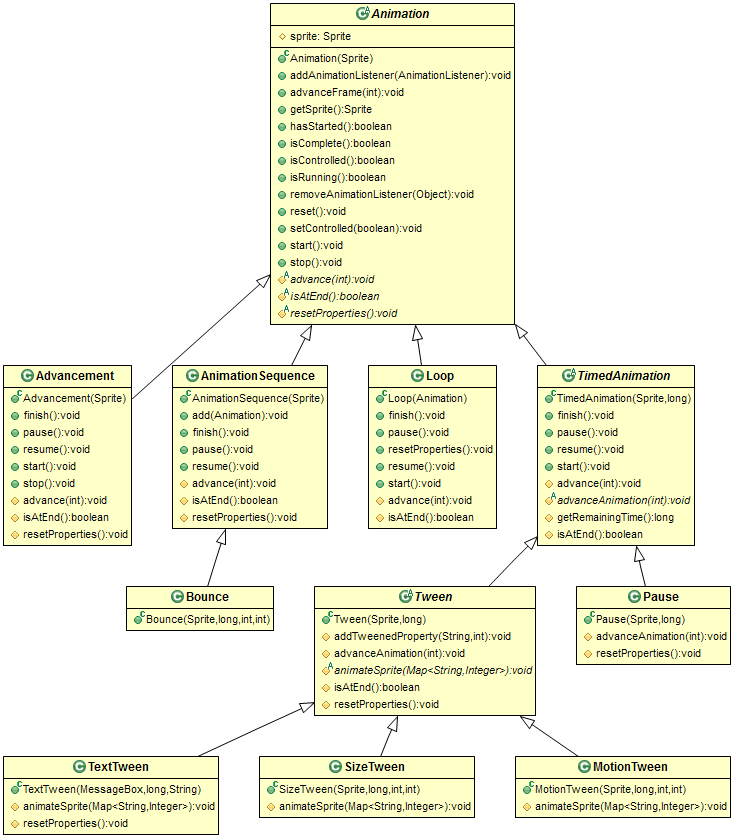 Animation
sprite: Sprite
Animation(Sprite)
addAnimationListener(AnimationListener):void
advanceFrame(int):void
getSprite():Sprite
hasStarted():boolean
isComplete():boolean
isControlled():boolean
isRunning():boolean
removeAnimationListener(Object):void
reset():void
setControlled(boolean):void
start():void
stop():void
advance(int):void
isAtEnd():boolean
resetProperties():void
Advancement
Advancement(Sprite)
finish():void
pause():void
resume():void
start():void
stop():void
advance(int):void
isAtEnd():boolean
resetProperties():void
AnimationSequence
AnimationSequence(Sprite)
add(Animation):void
finish():void
pause():void
resume():void
advance(int):void
isAtEnd():boolean
resetProperties():void
Loop
Loop(Animation)
finish():void
pause():void
resetProperties():void
resume():void
start():void
advance(int):void
isAtEnd():boolean
TimedAnimation
TimedAnimation(Sprite,long)
finish():void
pause():void
resume():void
start():void
advance(int):void
advanceAnimation(int):void
getRemainingTime():long
isAtEnd():boolean
Bounce
Bounce(Sprite,long,int,int)
Tween
Tween(Sprite,long)
addTweenedProperty(String,int):void
advanceAnimation(int):void
animateSprite(Map<String,Integer>):void
isAtEnd():boolean
resetProperties():void
Pause
Pause(Sprite,long)
advanceAnimation(int):void
resetProperties():void
TextTween
TextTween(MessageBox,long,String)
animateSprite(Map<String,Integer>):void
resetProperties():void
SizeTween
SizeTween(Sprite,long,int,int)
animateSprite(Map<String,Integer>):void
MotionTween
MotionTween(Sprite,long,int,int)
animateSprite(Map<String,Integer>):void